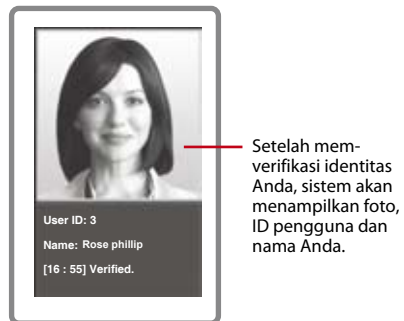 User ID: 3
Name: Rose phillip
[16 : 55] Verified.
Setelah mem-
verifikasi identitas
Anda, sistem akan
menampilkan foto,
ID pengguna dan
nama Anda.